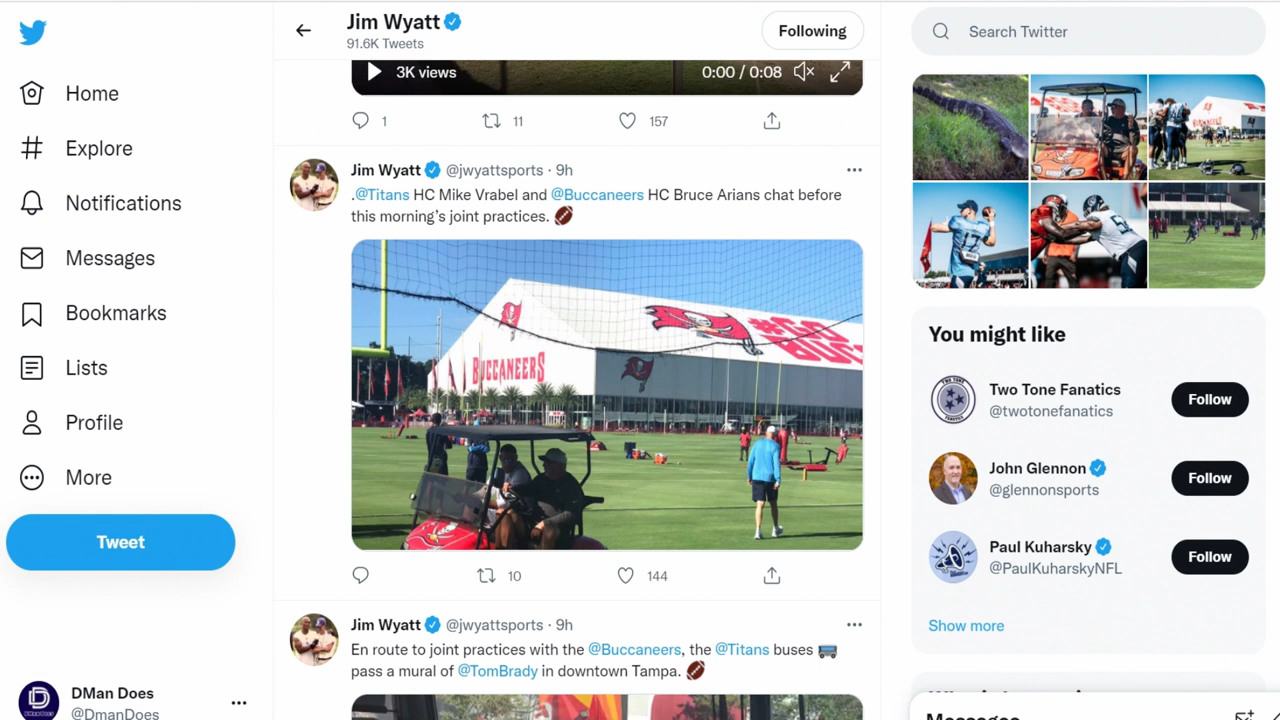 Jim Wyatt
91.6K Tweets
Following
Search Twitter
Home
Explore
Notifications
Messages
Bookmarks
Lists
Profile
More
Tweet
DMan Does
@DmanDoes
3K views
0:00 / 0:08
1
11
157
Jim Wyatt @jwyattsports · 9h
.@Titans HC Mike Vrabel and @Buccaneers HC Bruce Arians chat before
this morning's joint practices. 🏈
BUCCANEERS
#GO
BUCS
10
144
Jim Wyatt @jwyattsports · 9h
En route to joint practices with the @Buccaneers, the @Titans buses 🚎
pass a mural of @TomBrady in downtown Tampa. 🏈
17
You might like
Two Tone Fanatics
@twotonefanatics
Follow
John Glennon
@glennonsports
Follow
Paul Kuharsky
@PaulKuharskyNFL
Follow
Show more
Messages